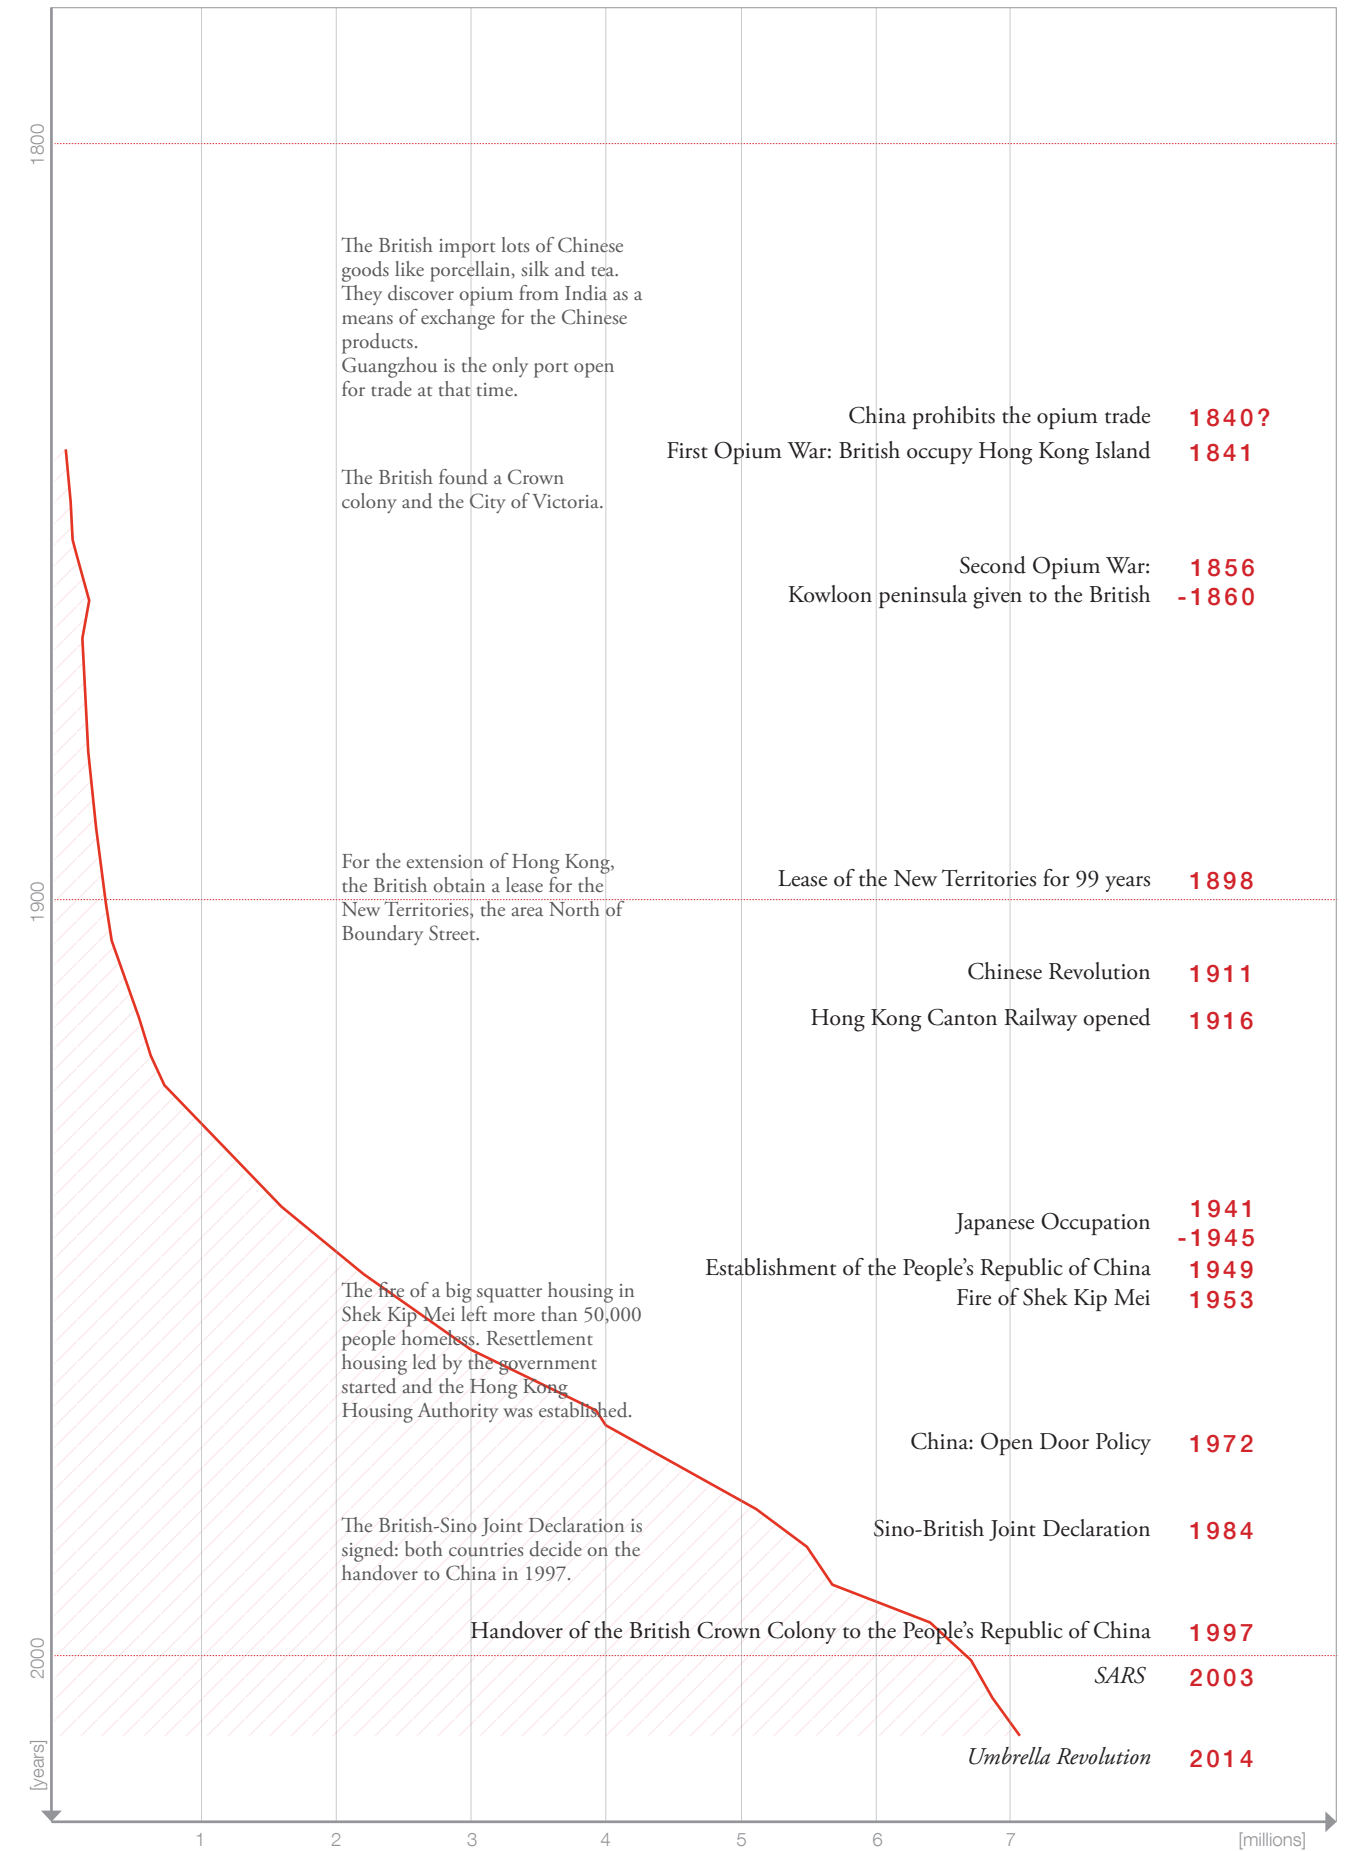 1800
The British import lots of Chinese
goods like porcellain, silk and tea.
They discover opium from India as a
means of exchange for the Chinese
products.
Guangzhou is the only port open
for trade at that time.
China prohibits the opium trade 1840?
First Opium War: British occupy Hong Kong Island 1841
The British found a Crown
colony and the City of Victoria.
Second Opium War: 1856
Kowloon peninsula given to the British -1860
For the extension of Hong Kong,
the British obtain a lease for the
New Territories, the area North of
Boundary Street.
Lease of the New Territories for 99 years 1898
1900
Chinese Revolution 1911
Hong Kong Canton Railway opened 1916
Japanese Occupation 1941
-1945
Establishment of the People's Republic of China 1949
Fire of Shek Kip Mei 1953
The fire of a big squatter housing in
Shek Kip Mei left more than 50,000
people homeless. Resettlement
housing led by the government
started and the Hong Kong
Housing Authority was established.
China: Open Door Policy 1972
The British-Sino Joint Declaration is
signed: both countries decide on the
handover to China in 1997.
Sino-British Joint Declaration 1984
Handover of the British Crown Colony to the People's Republic of China 1997
2000
SARS 2003
Umbrella Revolution 2014
[years]
1 2 3 4 5 6 7 [millions]